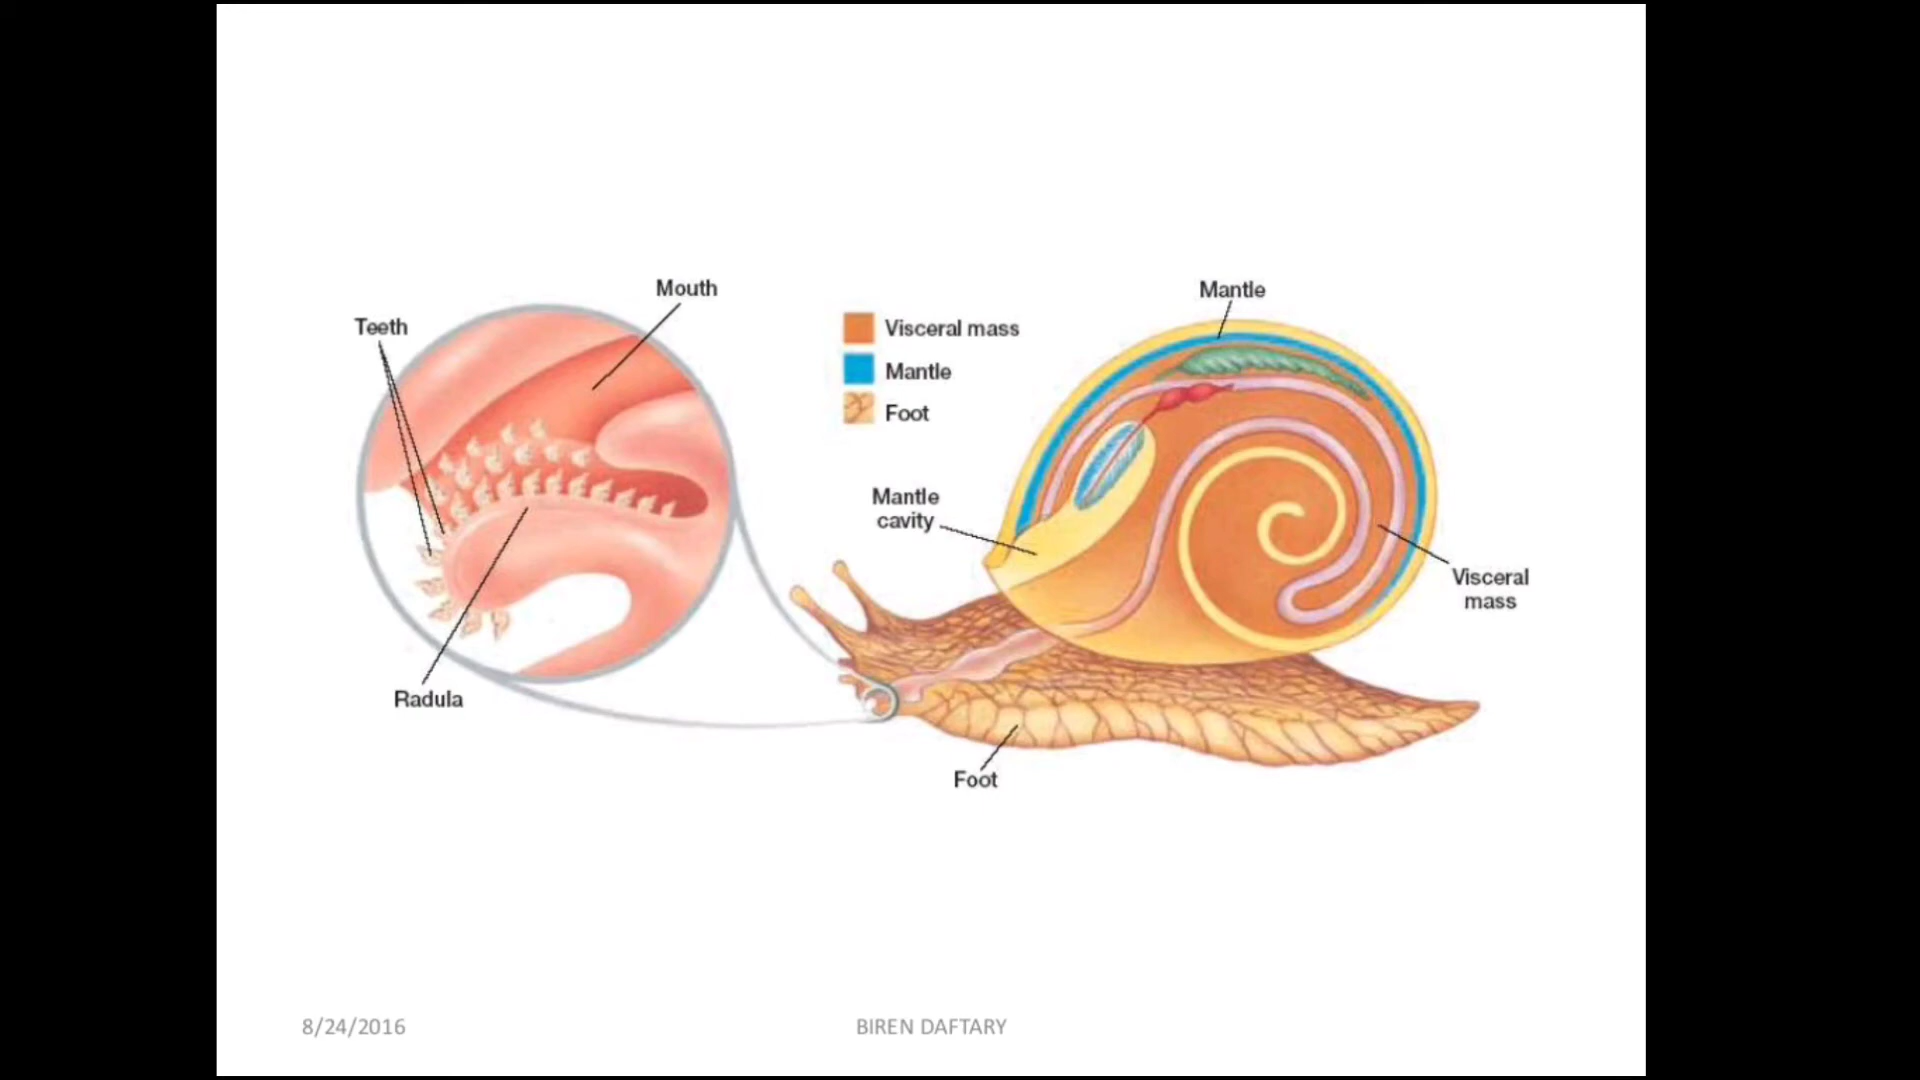 Mouth
Teeth
Radula
Visceral mass
Mantle
Foot
Mantle
Mantle
cavity
Visceral
mass
Foot
8/24/2016
BIREN DAFTARY